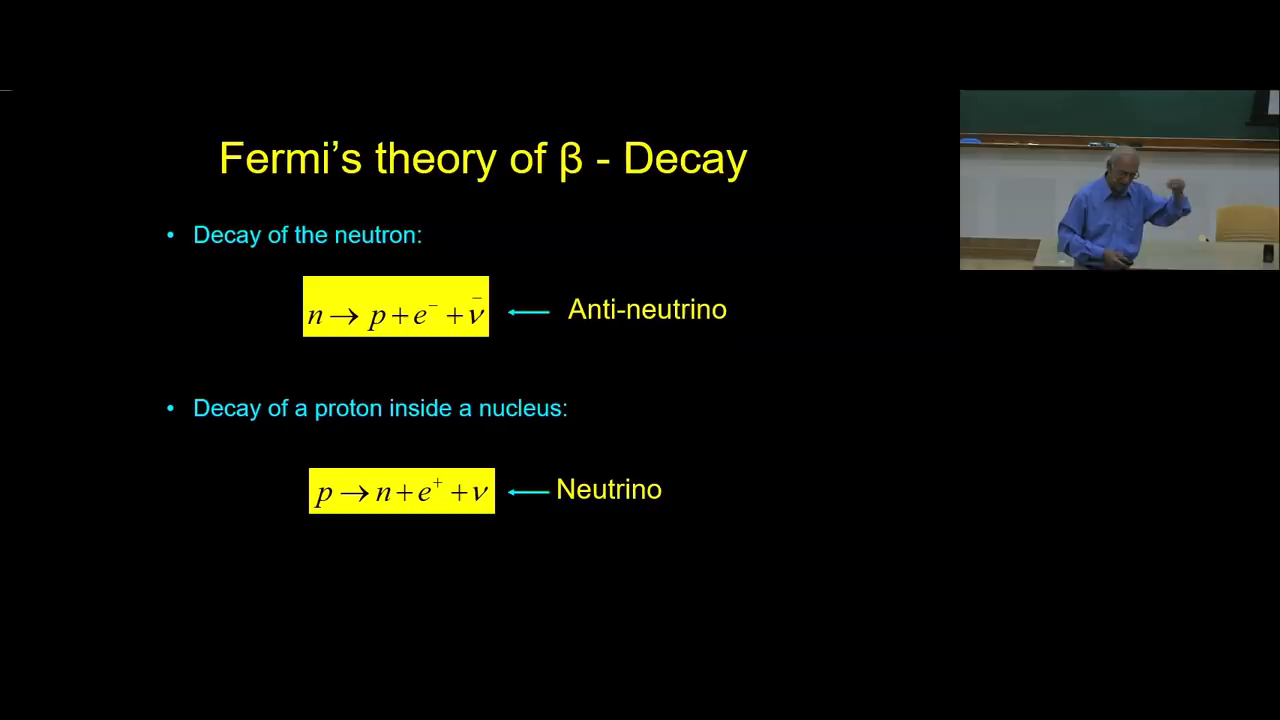 Fermi’s theory of β - Decay
• Decay of the neutron:
n → p + e⁻ + ν̄ ← Anti-neutrino
• Decay of a proton inside a nucleus:
p → n + e⁺ + ν ← Neutrino